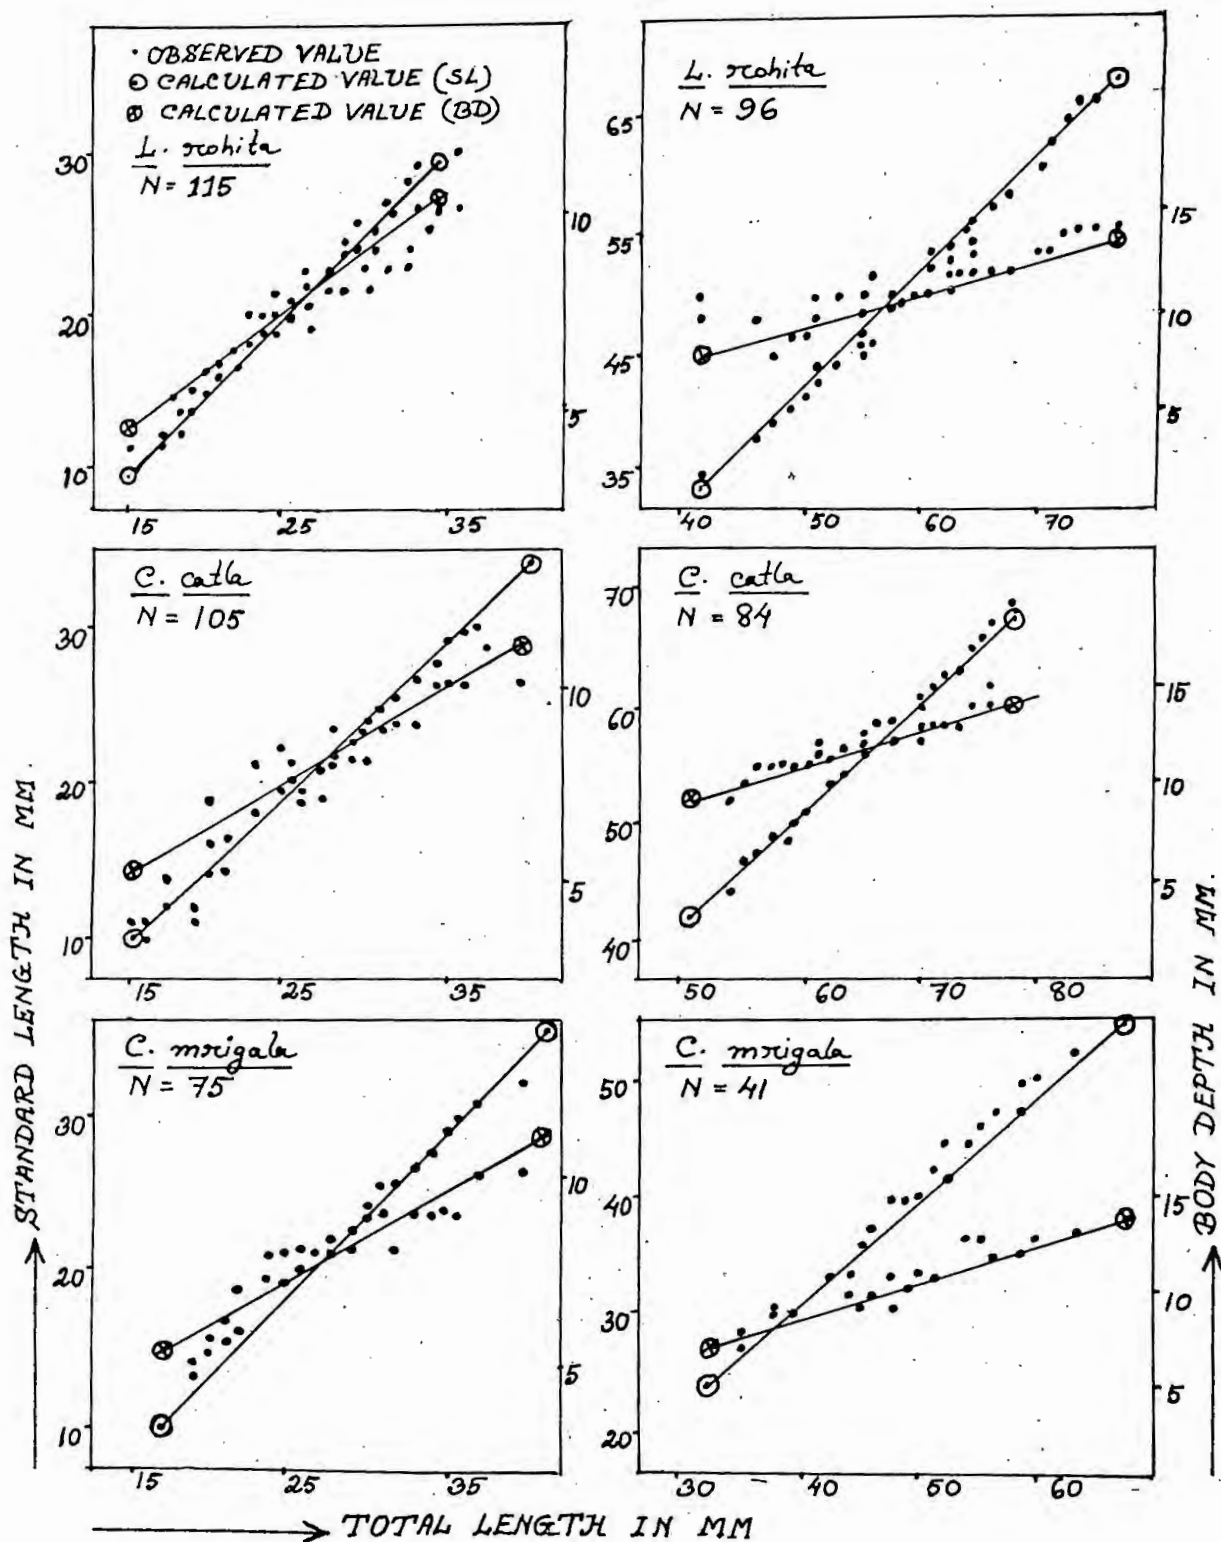 · OBSERVED VALUE
⊙ CALCULATED VALUE (SL)
⊗ CALCULATED VALUE (BD)
L. rohita
N = 115
30
20
10
10
5
15 25 35
L. rohita
N = 96
65
55
45
35
15
10
5
40 50 60 70
C. catla
N = 105
30
20
10
10
5
15 25 35
C. catla
N = 84
70
60
50
40
15
10
5
50 60 70 80
C. mrigala
N = 75
30
20
10
10
5
15 25 35
C. mrigala
N = 41
50
40
30
20
15
10
5
30 40 50 60
STANDARD LENGTH IN MM.
BODY DEPTH IN MM.
TOTAL LENGTH IN MM